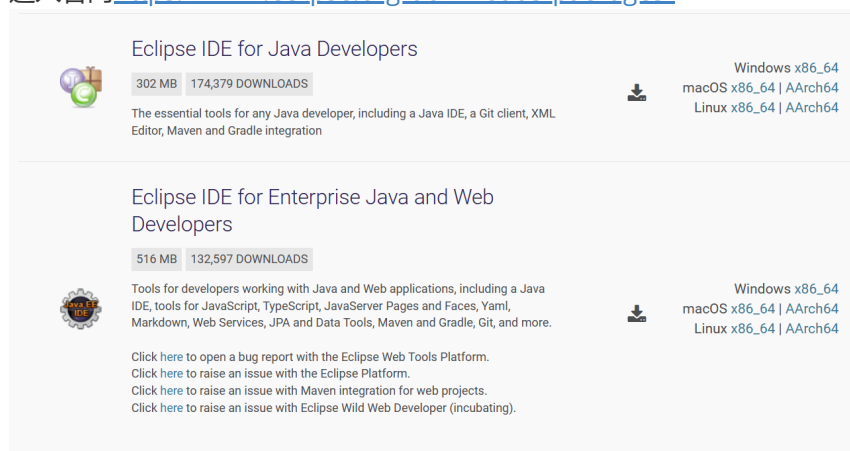 Eclipse IDE for Java Developers
302 MB 174,379 DOWNLOADS
The essential tools for any Java developer, including a Java IDE, a Git client, XML
Editor, Maven and Gradle integration
Windows x86_64
macOS x86_64 | AArch64
Linux x86_64 | AArch64
Eclipse IDE for Enterprise Java and Web
Developers
516 MB 132,597 DOWNLOADS
Java EE
IDE
Tools for developers working with Java and Web applications, including a Java
IDE, tools for JavaScript, TypeScript, JavaServer Pages and Faces, Yaml,
Markdown, Web Services, JPA and Data Tools, Maven and Gradle, Git, and more.
Click here to open a bug report with the Eclipse Web Tools Platform.
Click here to raise an issue with the Eclipse Platform.
Click here to raise an issue with Maven integration for web projects.
Click here to raise an issue with Eclipse Wild Web Developer (incubating).
Windows x86_64
macOS x86_64 | AArch64
Linux x86_64 | AArch64